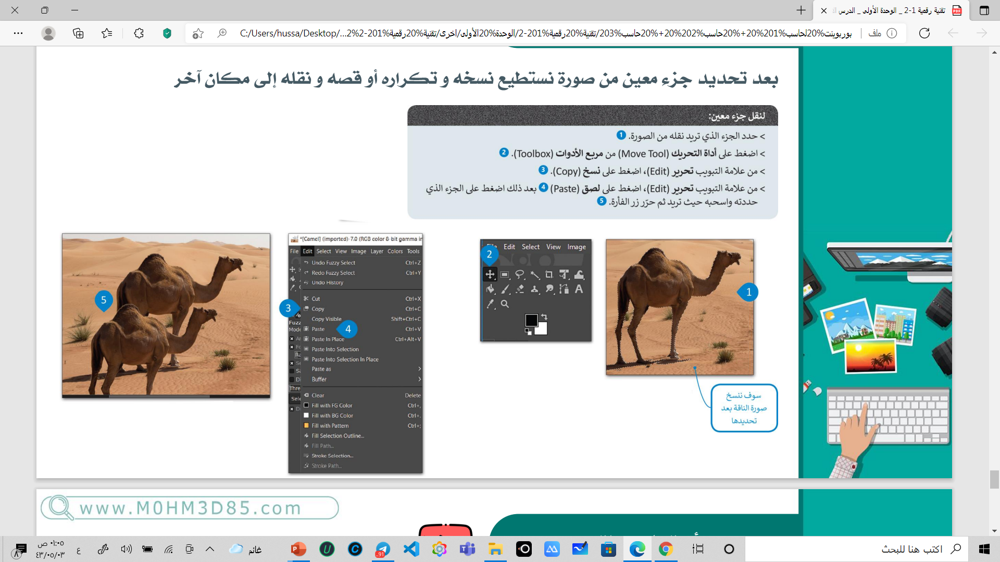 تقنية رقمية 1-2 _ الوحدة الأولى _ الدرس
ملف
C:/Users/hussa/Desktop/بوربوينت%20لحاسب%201%20+%20حاسب%202%20+%20حاسب%203/تقنية%20رقمية%201-2/الوحدة%20الأولى/اخرى/تقنية%20رقمية%201-2%2...
بعد تحديد جزء معين من صورة نستطيع نسخه و تكراره أو قصه و نقله إلى مكان آخر
لنقل جزء معين:
< حدد الجزء الذي تريد نقله من الصورة. 1
< اضغط على أداة التحريك (Move Tool) من مربع الأدوات (Toolbox). 2
< من علامة التبويب تحرير (Edit)، اضغط على نسخ (Copy). 3
< من علامة التبويب تحرير (Edit)، اضغط على لصق (Paste) 4 بعد ذلك اضغط على الجزء الذي
حددته واسحبه حيث تريد ثم حرّر زر الفأرة. 5
1
سوف ننسخ
صورة الناقة بعد
تحديدها
Edit Select View Image
2
*[Camel] (imported)-7.0 (RGB color 8-bit gamma in
File Edit Select View Image Layer Colors Tools
Undo Fuzzy Select Ctrl+Z
Redo Fuzzy Select Ctrl+Y
Undo History
Cut Ctrl+X
3
Copy Ctrl+C
Copy Visible Shift+Ctrl+C
Paste Ctrl+V
4
Paste In Place Ctrl+Alt+V
Paste Into Selection
Paste Into Selection In Place
Paste as
Buffer
Clear Delete
Fill with FG Color Ctrl+,
Fill with BG Color Ctrl+.
Fill with Pattern Ctrl+;
Fill Selection Outline...
Fill Path...
Stroke Selection...
Stroke Path...
5
www.M0HM3D85.com
اكتب هنا للبحث
غائم
ع
٠١:٠٥ ص
٤٣/٠٥/٠٣
٨
..91